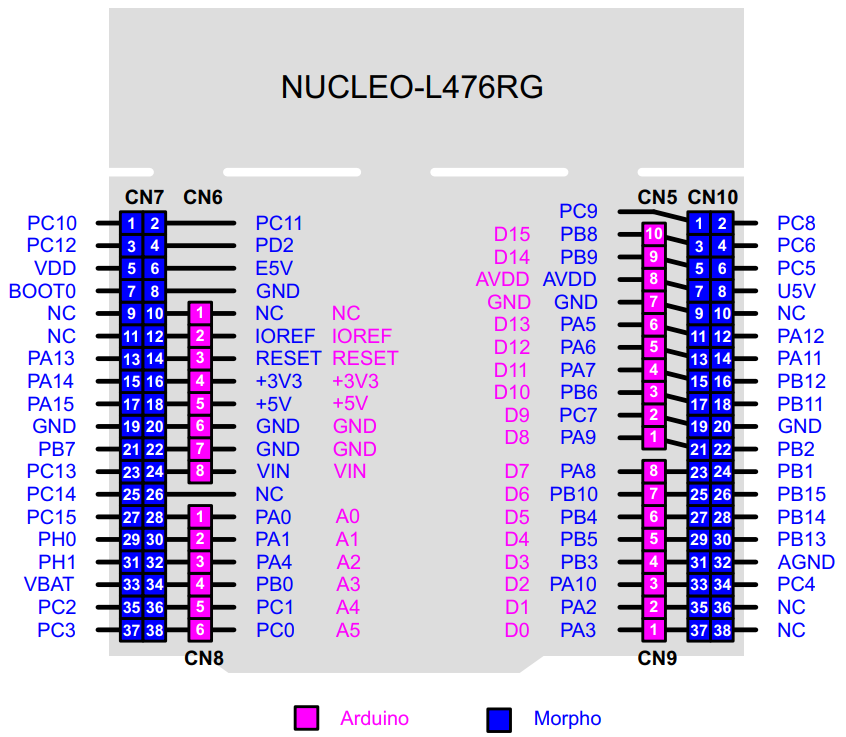 NUCLEO-L476RG
CN7 CN6 CN5 CN10
PC9
PC10 1 2 PC11 1 2 PC8
D15 PB8 10
PC12 3 4 PD2 3 4 PC6
D14 PB9 9
VDD 5 6 E5V 5 6 PC5
AVDD AVDD 8
BOOT0 7 8 GND 7 8 U5V
GND GND 7
NC 9 10 1 NC NC 9 10 NC
D13 PA5 6
NC 11 12 2 IOREF IOREF 11 12 PA12
D12 PA6 5
PA13 13 14 3 RESET RESET 13 14 PA11
D11 PA7 4
PA14 15 16 4 +3V3 +3V3 15 16 PB12
D10 PB6 3
PA15 17 18 5 +5V +5V 17 18 PB11
D9 PC7 2
GND 19 20 6 GND GND 19 20 GND
D8 PA9 1
PB7 21 22 7 GND GND 21 22 PB2
PC13 23 24 8 VIN VIN D7 PA8 8 23 24 PB1
PC14 25 26 NC D6 PB10 7 25 26 PB15
PC15 27 28 1 PA0 A0 D5 PB4 6 27 28 PB14
PH0 29 30 2 PA1 A1 D4 PB5 5 29 30 PB13
PH1 31 32 3 PA4 A2 D3 PB3 4 31 32 AGND
VBAT 33 34 4 PB0 A3 D2 PA10 3 33 34 PC4
PC2 35 36 5 PC1 A4 D1 PA2 2 35 36 NC
PC3 37 38 6 PC0 A5 D0 PA3 1 37 38 NC
CN8 CN9
Arduino Morpho